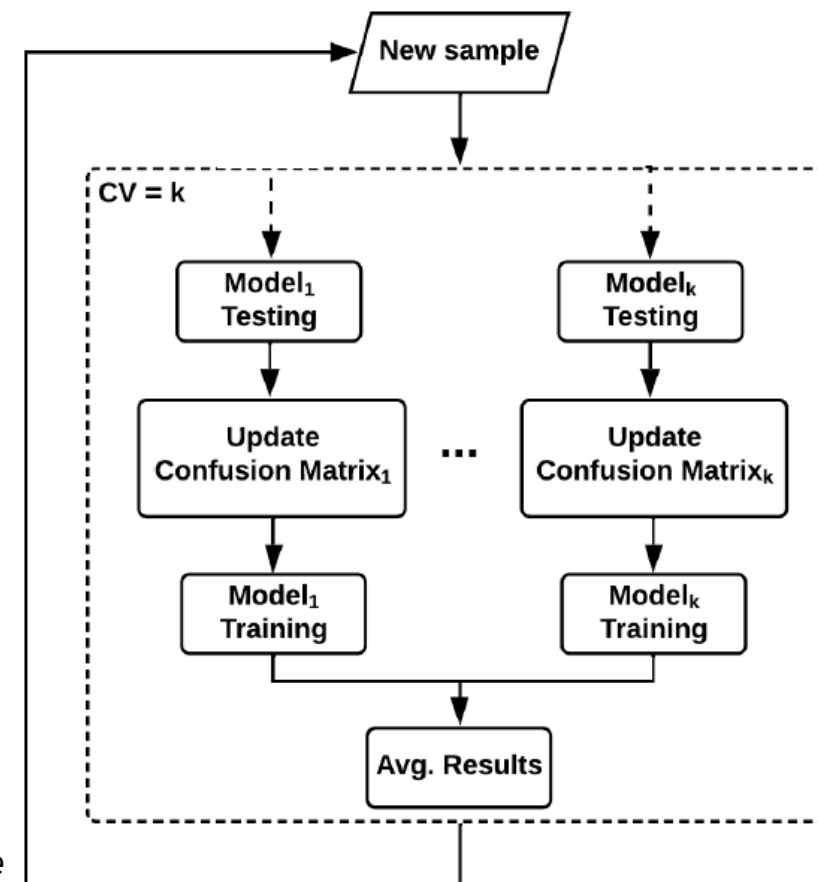 New sample
CV = k
Model₁
Testing
Modelₖ
Testing
Update
Confusion Matrix₁
...
Update
Confusion Matrixₖ
Model₁
Training
Modelₖ
Training
Avg. Results
e